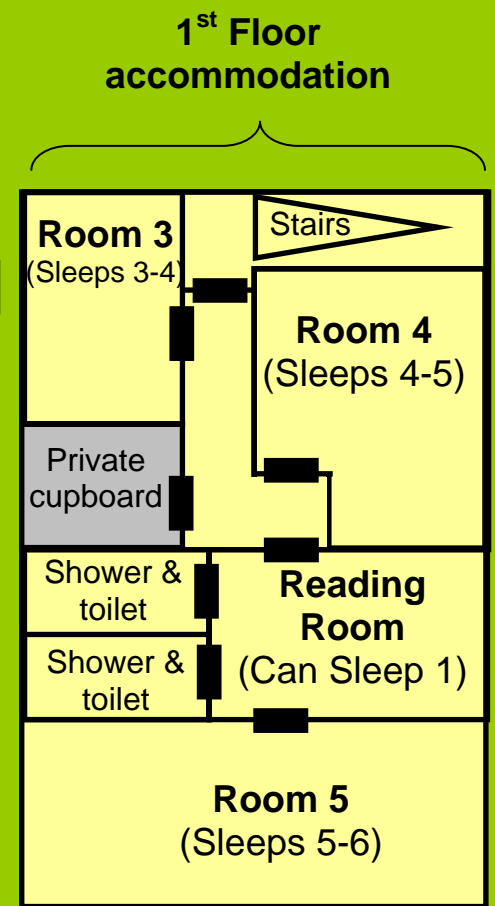 1st Floor
accommodation
Room 3
(Sleeps 3-4)
Stairs
Room 4
(Sleeps 4-5)
Private
cupboard
Shower &
toilet
Reading
Room
(Can Sleep 1)
Shower &
toilet
Room 5
(Sleeps 5-6)